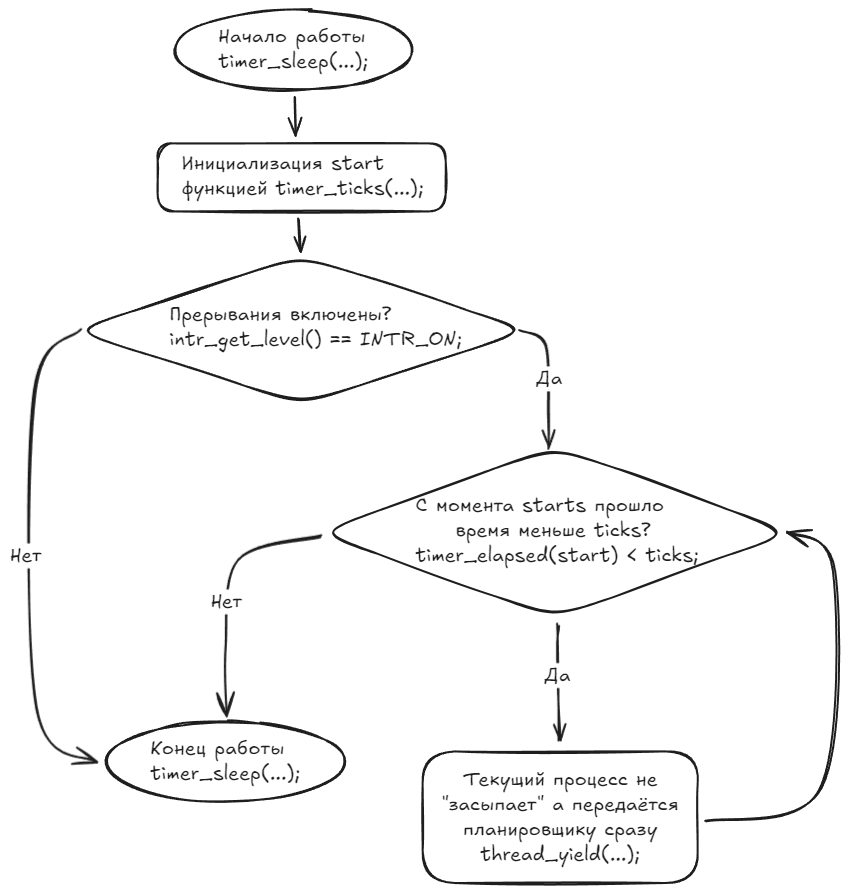 Начало работы
timer_sleep(...);
Инициализация start
функцией timer_ticks(...);
Прерывания включены?
intr_get_level() == INTR_ON;
Да
С момента starts прошло
время меньше ticks?
timer_elapsed(start) < ticks;
Нет
Нет
Да
Конец работы
timer_sleep(...);
Текущий процесс не
"засыпает" а передаётся
планировщику сразу
thread_yield(...);